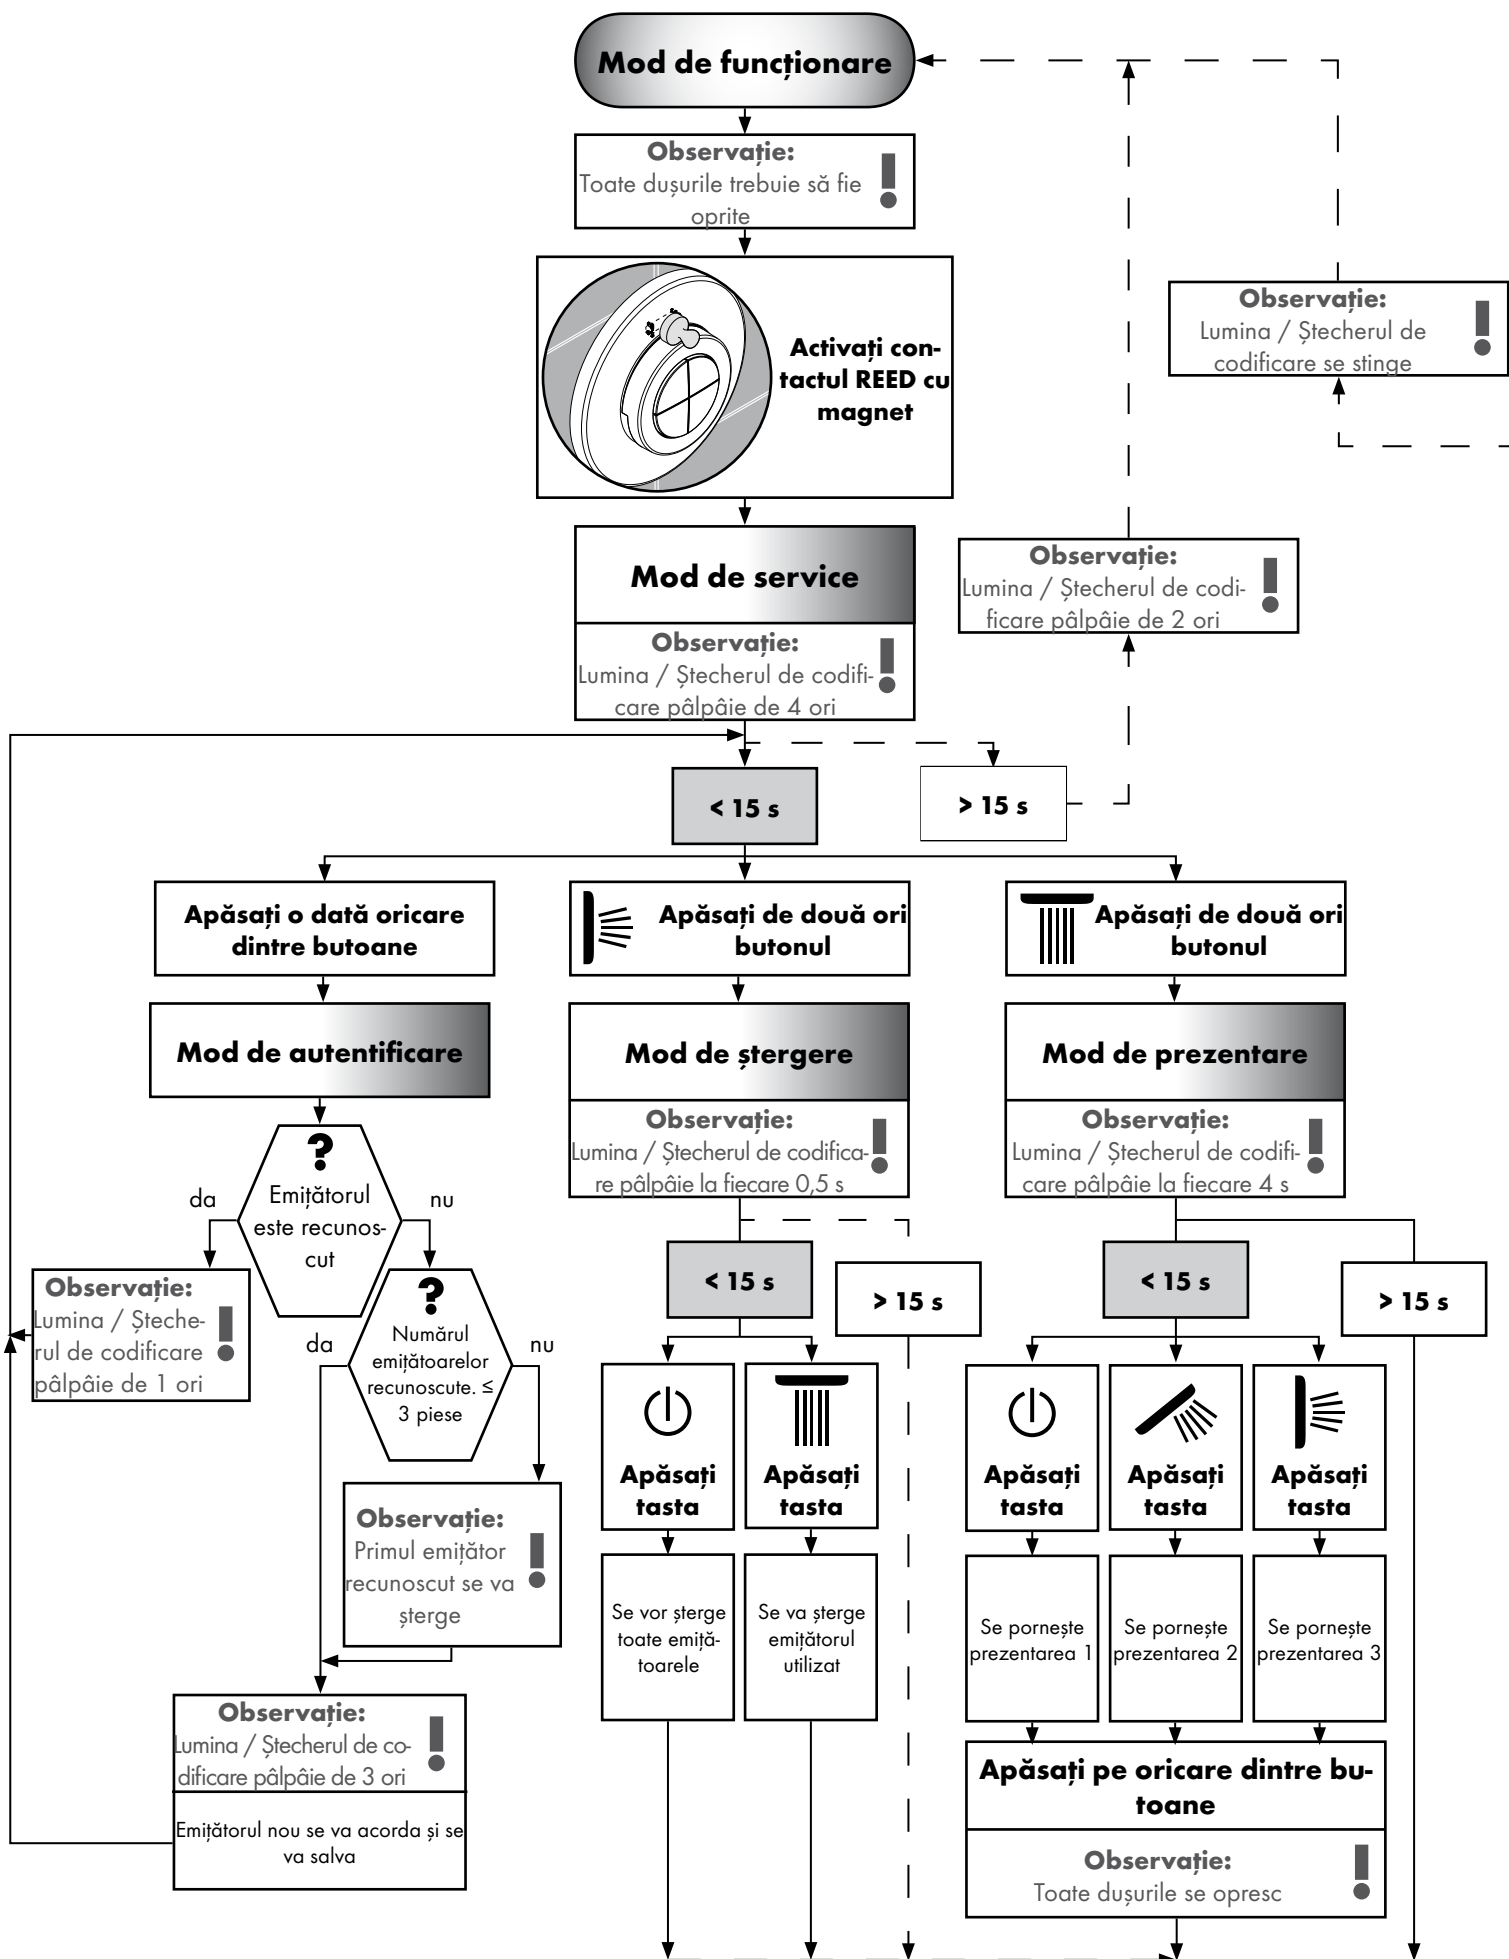 Mod de funcționare
Observație:
Toate dușurile trebuie să fie
oprite
Activați con-
tactul REED cu
magnet
Observație:
Lumina / Ștecherul de
codificare se stinge
Mod de service
Observație:
Lumina / Ștecherul de codifi-
care pâlpâie de 4 ori
Observație:
Lumina / Ștecherul de codi-
ficare pâlpâie de 2 ori
< 15 s
> 15 s
Apăsați o dată oricare
dintre butoane
Apăsați de două ori
butonul
Apăsați de două ori
butonul
Mod de autentificare
Mod de ștergere
Observație:
Lumina / Ștecherul de codifica-
re pâlpâie la fiecare 0,5 s
Mod de prezentare
Observație:
Lumina / Ștecherul de codifi-
care pâlpâie la fiecare 4 s
?
Emițătorul
este recunos-
cut
da
nu
Observație:
Lumina / Șteche-
rul de codificare
pâlpâie de 1 ori
?
Numărul
emițătoarelor
recunoscute. ≤
3 piese
da
nu
Observație:
Primul emițător
recunoscut se va
șterge
Observație:
Lumina / Ștecherul de co-
dificare pâlpâie de 3 ori
Emițătorul nou se va acorda și se
va salva
< 15 s
> 15 s
Apăsați
tasta
Apăsați
tasta
Se vor șterge
toate emiță-
toarele
Se va șterge
emițătorul
utilizat
< 15 s
> 15 s
Apăsați
tasta
Apăsați
tasta
Apăsați
tasta
Se pornește
prezentarea 1
Se pornește
prezentarea 2
Se pornește
prezentarea 3
Apăsați pe oricare dintre bu-
toane
Observație:
Toate dușurile se opresc